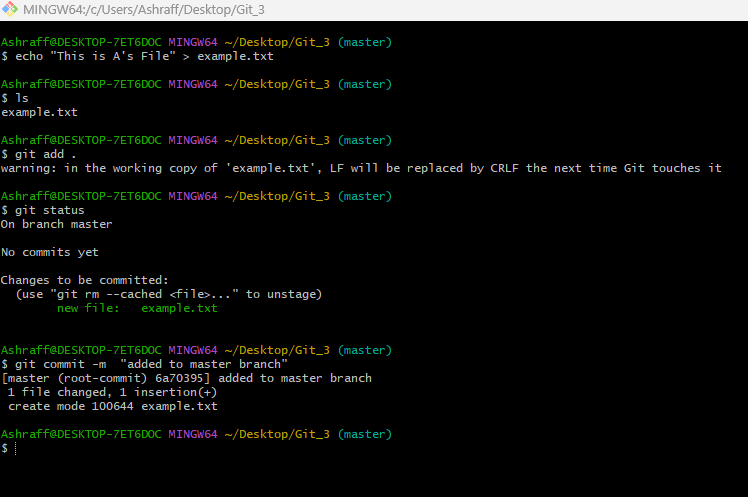 MINGW64:/c/Users/Ashraff/Desktop/Git_3
Ashraff@DESKTOP-7ET6DOC MINGW64 ~/Desktop/Git_3 (master)
$ echo "This is A's File" > example.txt
Ashraff@DESKTOP-7ET6DOC MINGW64 ~/Desktop/Git_3 (master)
$ ls
example.txt
Ashraff@DESKTOP-7ET6DOC MINGW64 ~/Desktop/Git_3 (master)
$ git add .
warning: in the working copy of 'example.txt', LF will be replaced by CRLF the next time Git touches it
Ashraff@DESKTOP-7ET6DOC MINGW64 ~/Desktop/Git_3 (master)
$ git status
On branch master
No commits yet
Changes to be committed:
  (use "git rm --cached <file>..." to unstage)
        new file:   example.txt
Ashraff@DESKTOP-7ET6DOC MINGW64 ~/Desktop/Git_3 (master)
$ git commit -m  "added to master branch"
[master (root-commit) 6a70395] added to master branch
 1 file changed, 1 insertion(+)
 create mode 100644 example.txt
Ashraff@DESKTOP-7ET6DOC MINGW64 ~/Desktop/Git_3 (master)
$